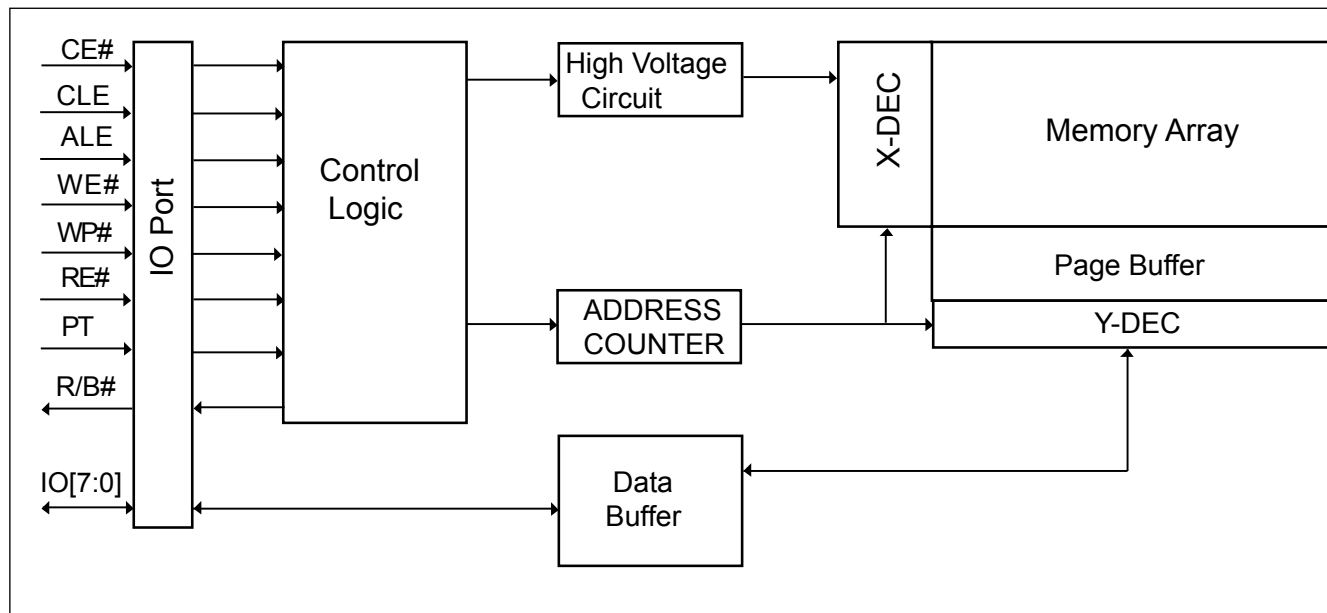 CE#
CLE
ALE
WE#
WP#
RE#
PT
R/B#
IO[7:0]
IO Port
Control
Logic
High Voltage
Circuit
ADDRESS
COUNTER
Data
Buffer
X-DEC
Memory Array
Page Buffer
Y-DEC